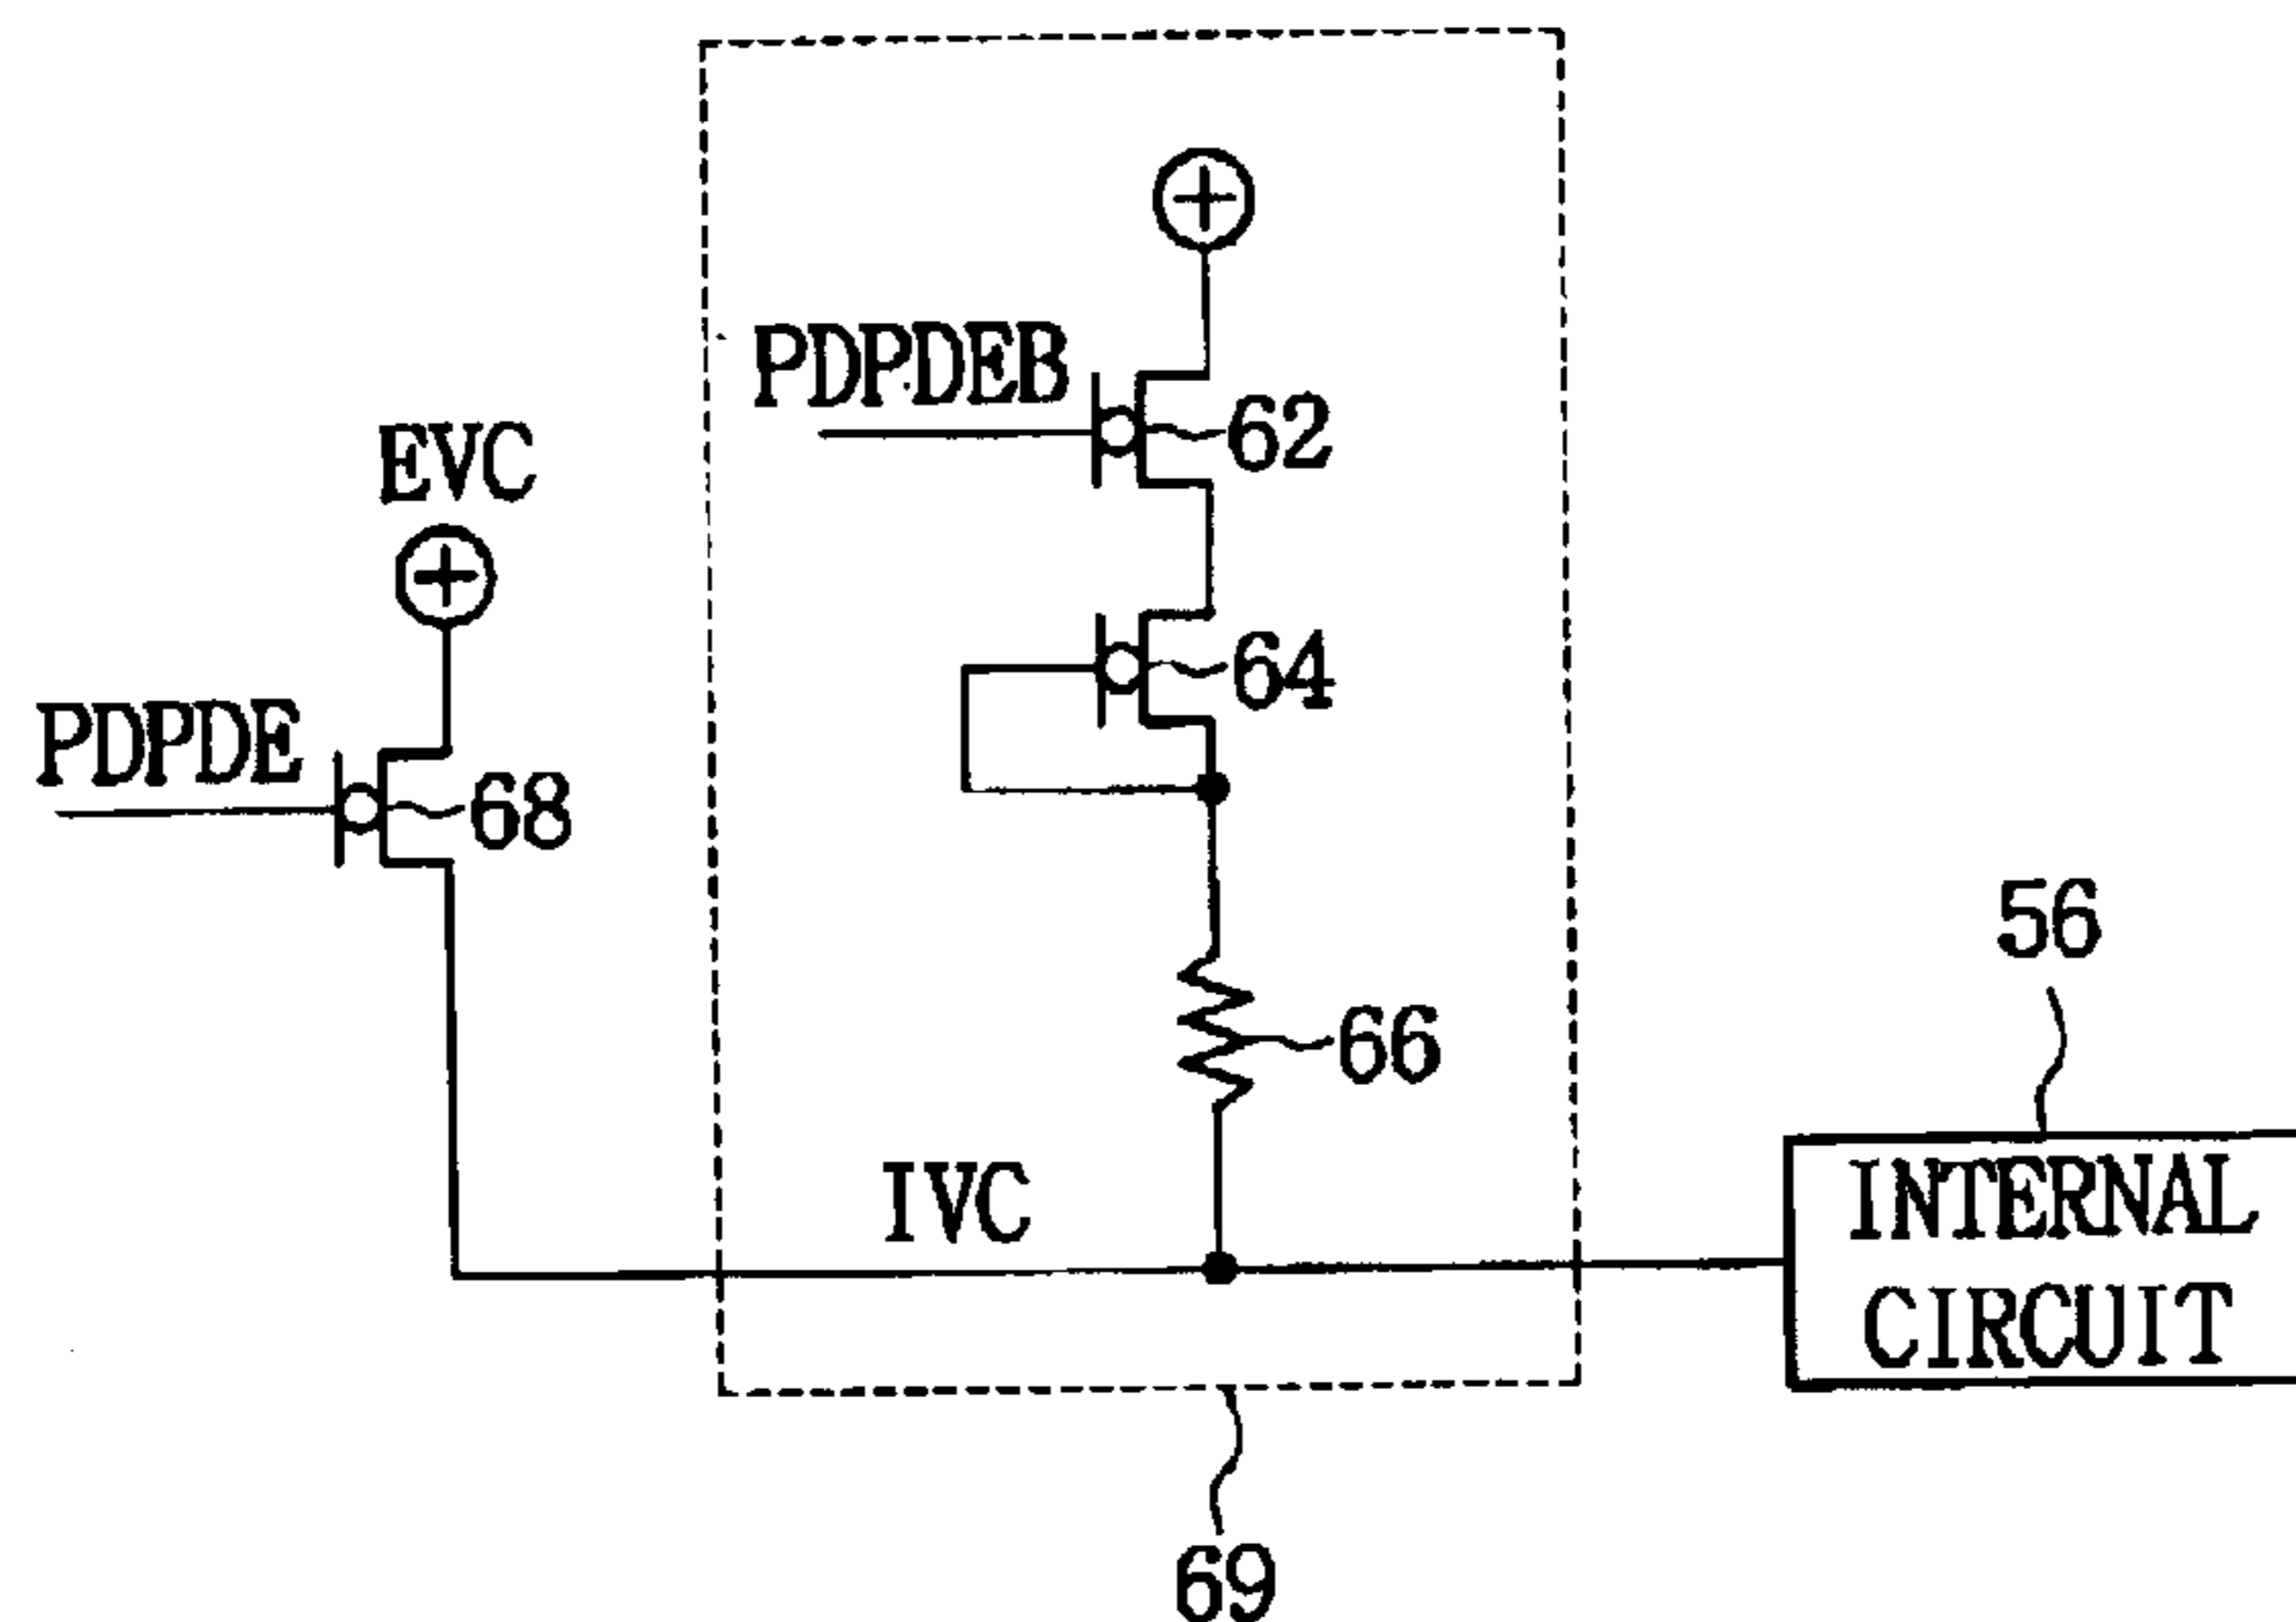 PDPDEB
62
EVC
64
PDPDE
68
56
66
IVC
INTERNAL
CIRCUIT
69